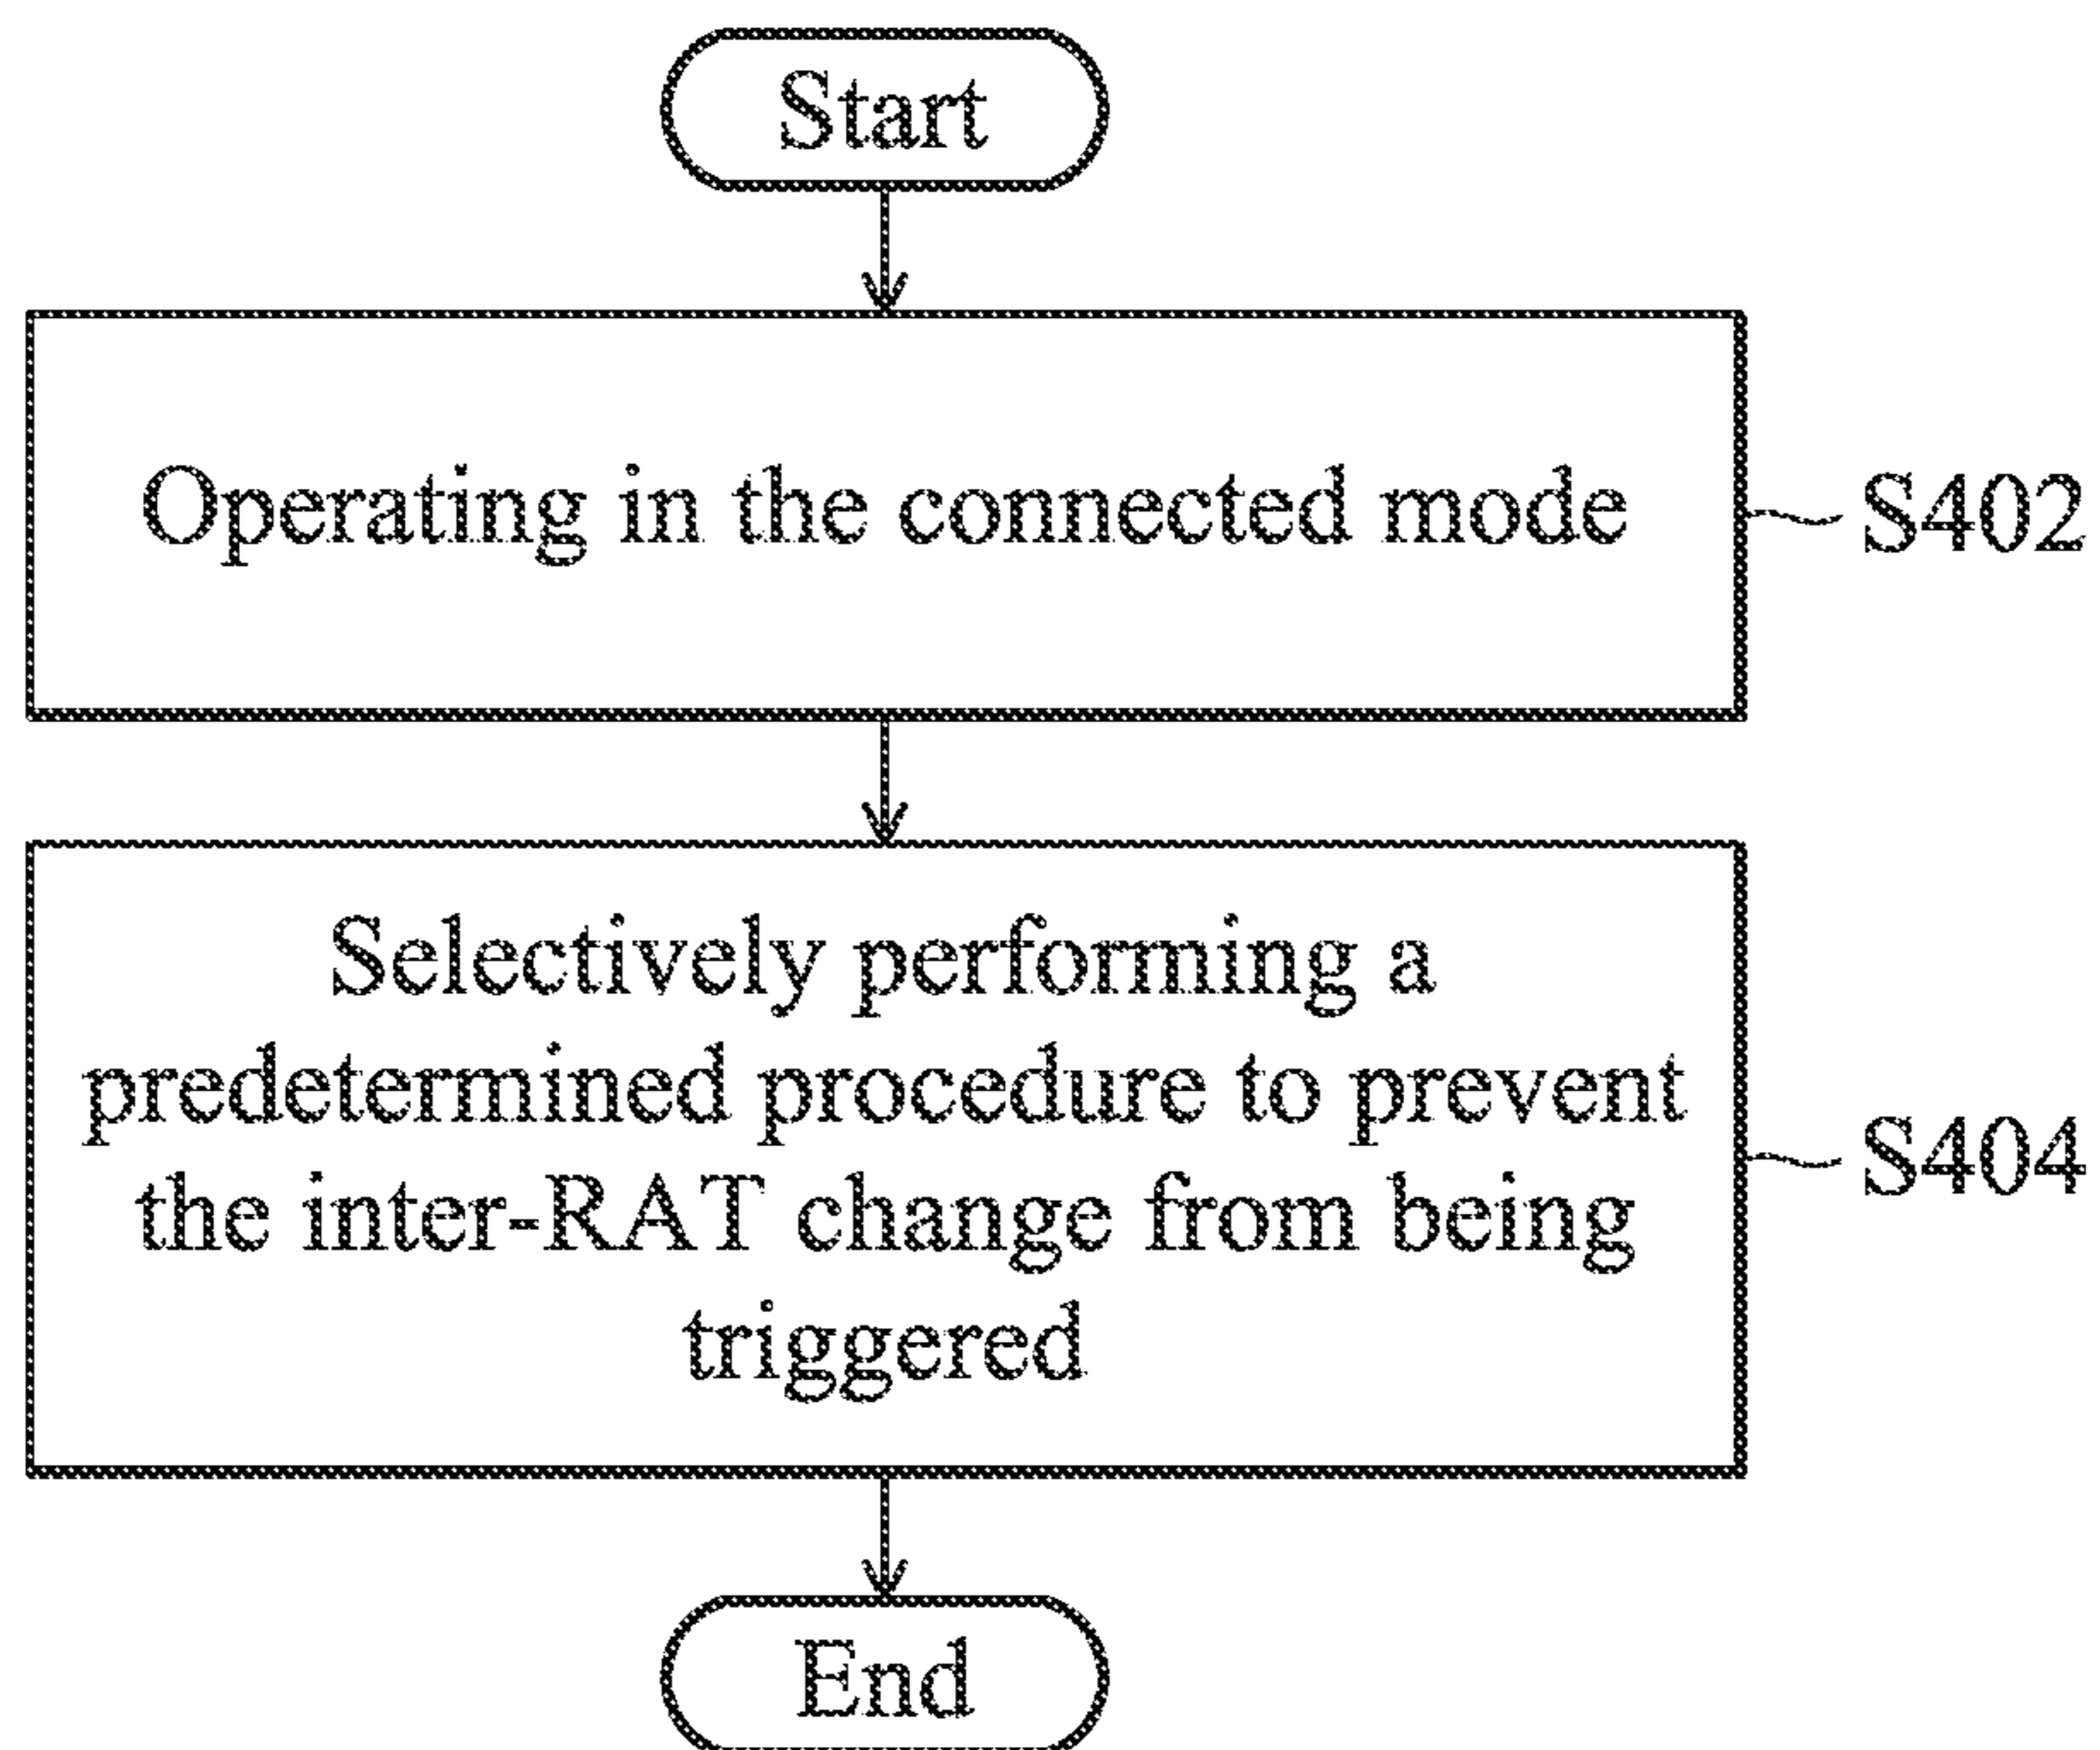 Start
Operating in the connected mode
S402
Selectively performing a
predetermined procedure to prevent
the inter-RAT change from being
triggered
S404
End